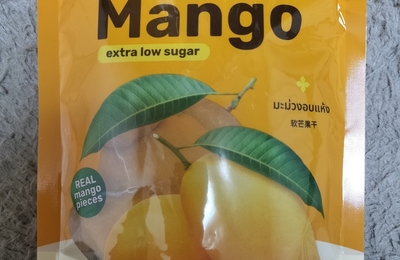 Mango
extra low sugar
มะม่วงอบแห้ง
软芒果干
REAL
mango
pieces